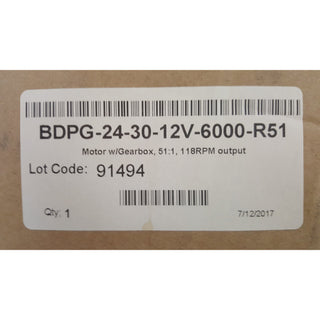 BDPG-24-30-12V-6000-R51
Motor w/Gearbox, 51:1, 118RPM output
Lot Code: 91494
Qty: 1
7/12/2017